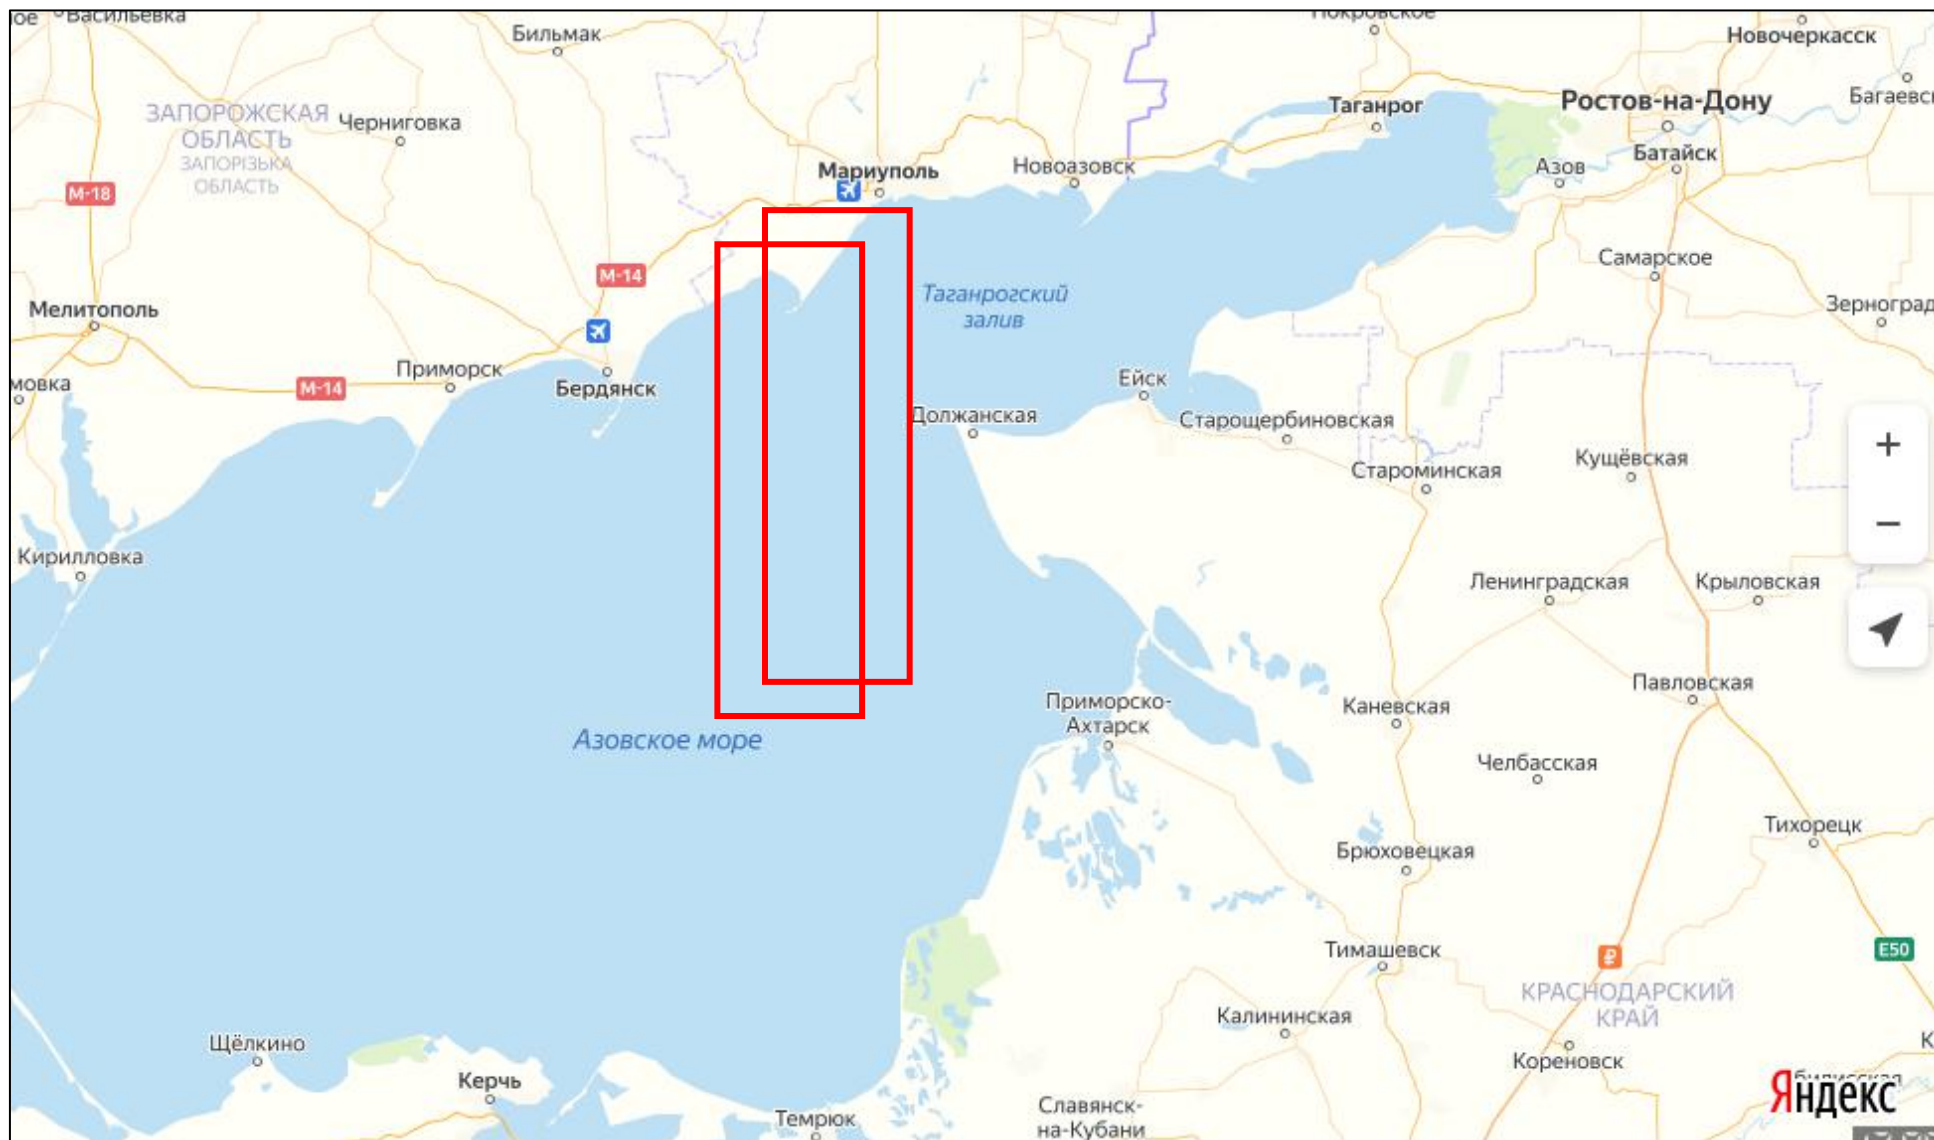 Васильевка
Бильмак
Покровское
Новочеркасск
ЗАПОРОЖСКАЯ
ОБЛАСТЬ
ЗАПОРІЗЬКА
ОБЛАСТЬ
Черниговка
Таганрог
Ростов-на-Дону
Мариуполь
Новоазовск
Азов
Батайск
М-18
М-14
Самарское
Таганрогский
залив
Мелитополь
Приморск
М-14
Бердянск
Ейск
Должанская
Старощербиновская
Староминская
Кущёвская
+
−
Кирилловка
Ленинградская
Крыловская
Приморско-
Ахтарск
Каневская
Павловская
Азовское море
Челбасская
Тихорецк
Брюховецкая
Тимашевск
₽
E50
КРАСНОДАРСКИЙ
КРАЙ
Калининская
Щёлкино
Кореновск
Керчь
Темрюк
Славянск-
на-Кубани
Яндекс